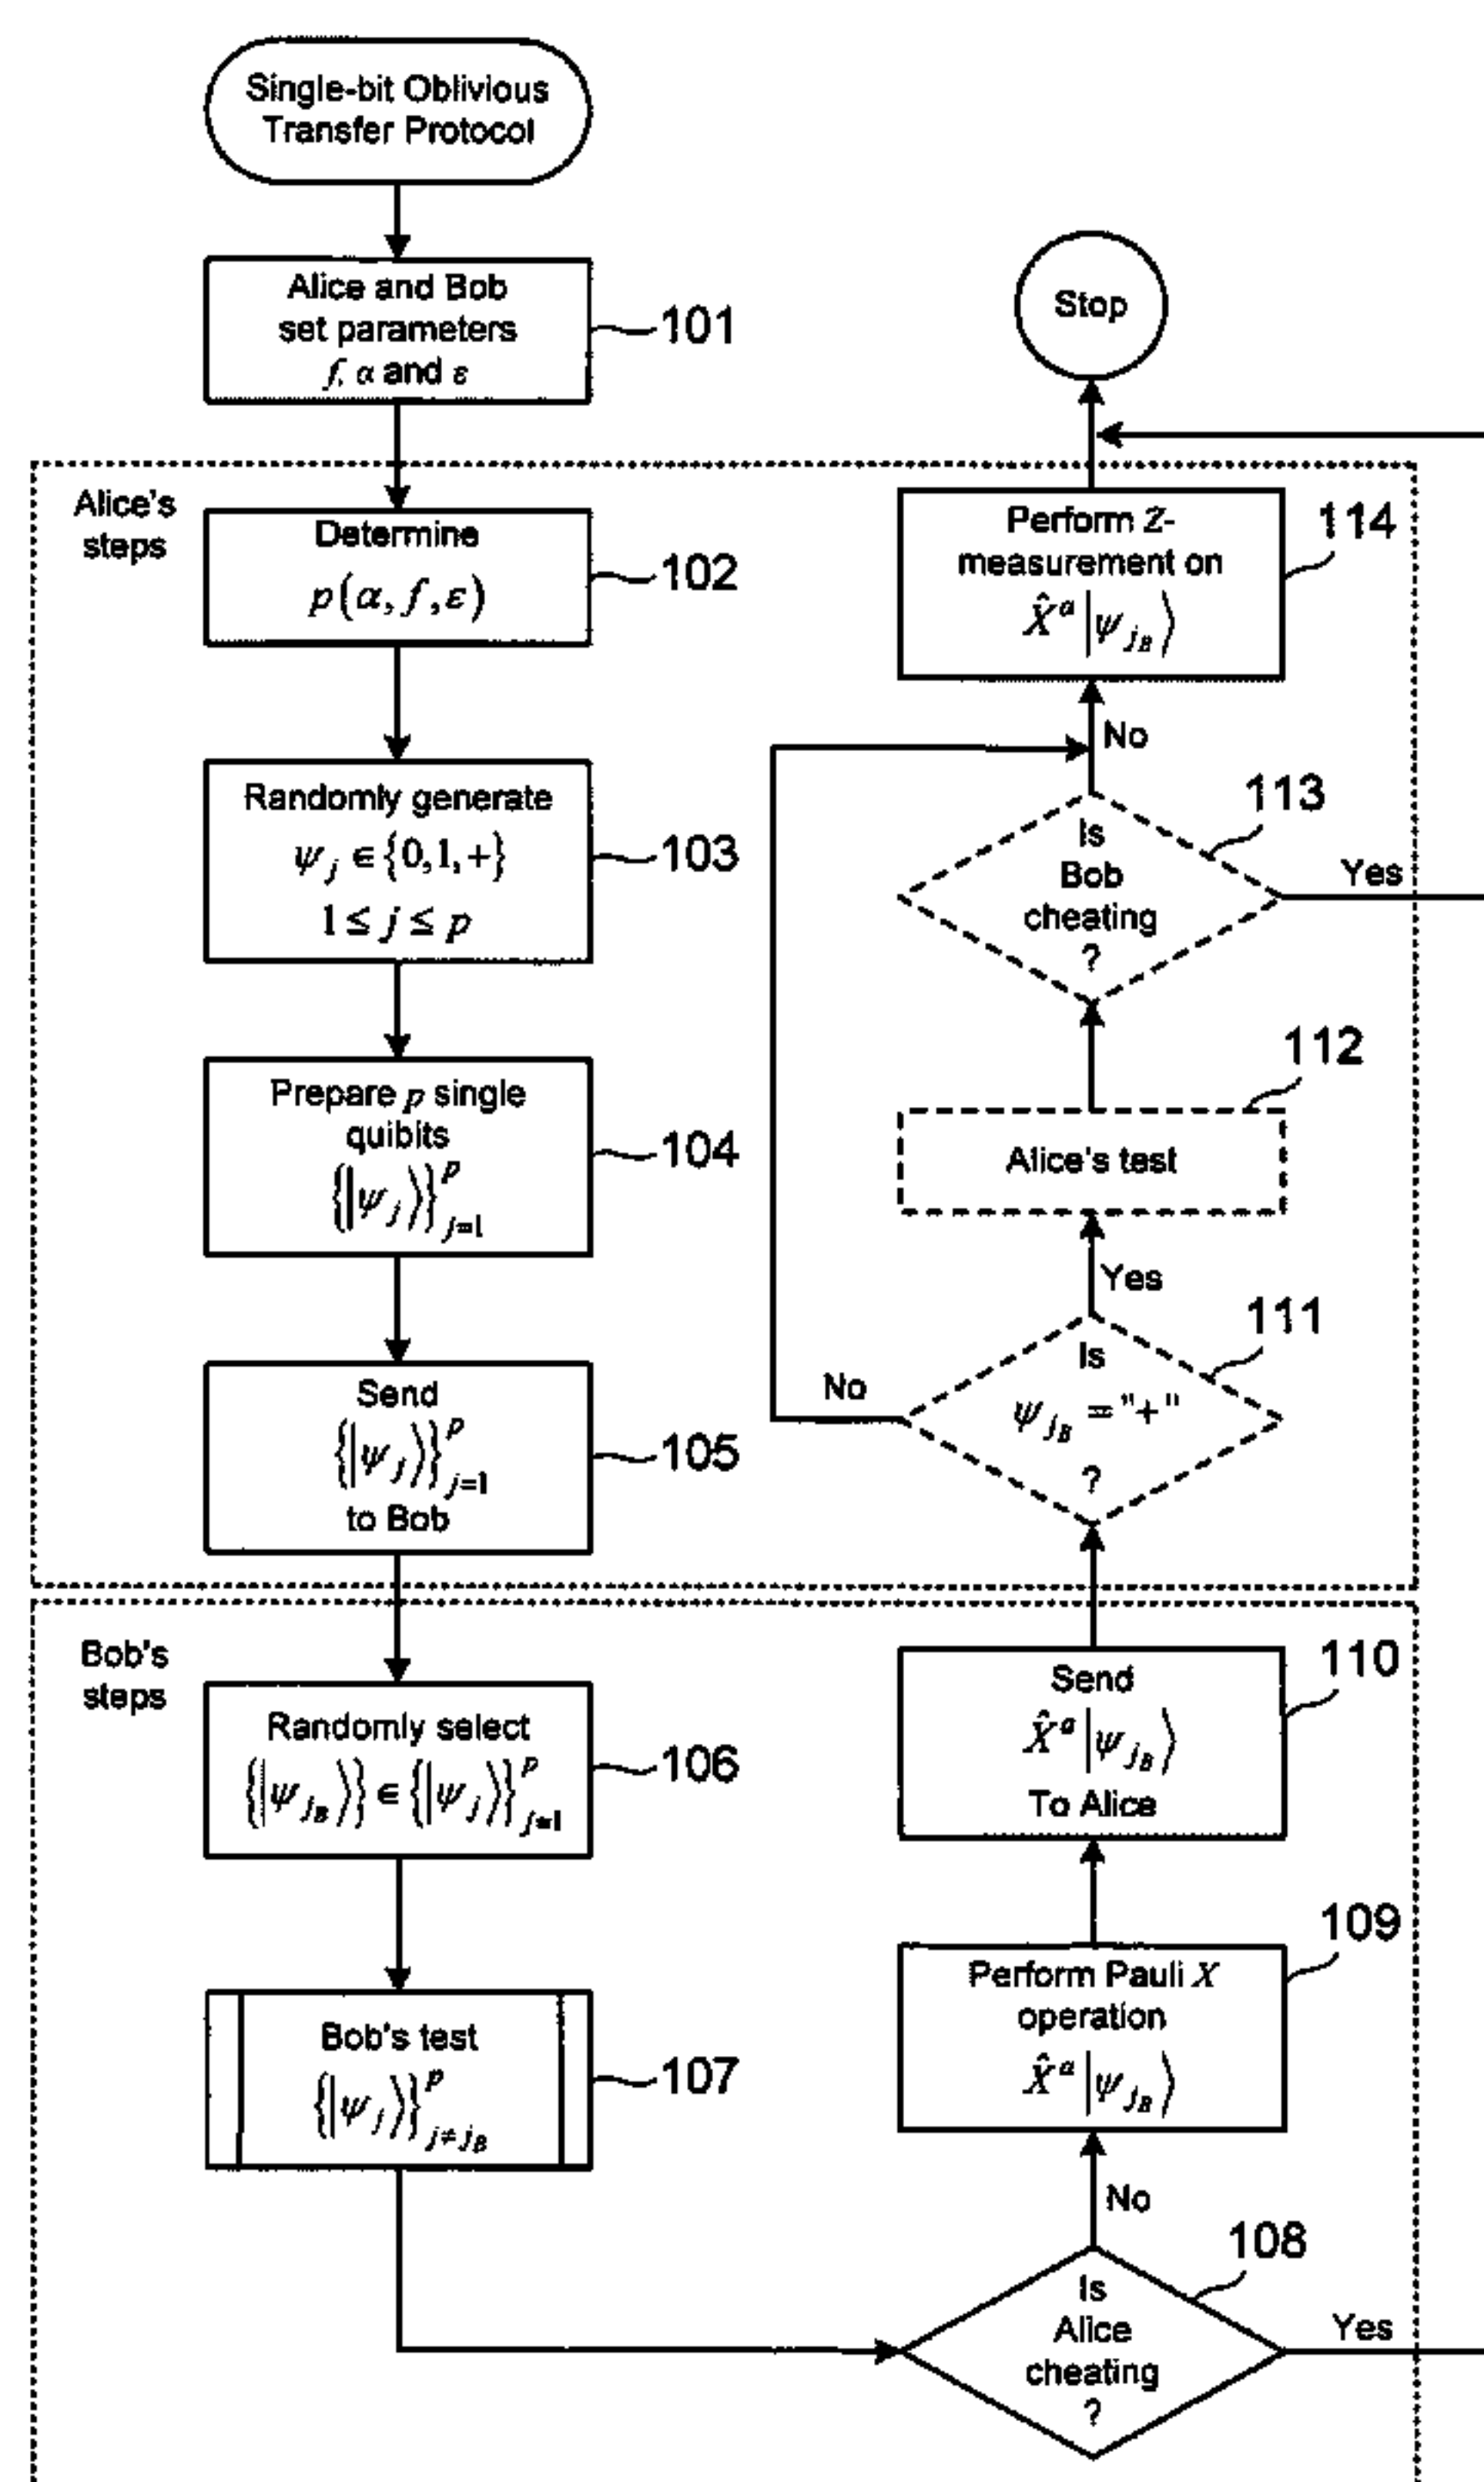 Single-bit Oblivious
Transfer Protocol
Alice and Bob
set parameters
f, α and ε
101
Alice's
steps
Determine
p(α, f, ε)
102
Randomly generate
ψ_j ∈ {0,1,+}
1 ≤ j ≤ p
103
Prepare p single
quibits
{|ψ_j⟩}^p_{j=1}
104
Send
{|ψ_j⟩}^p_{j=1}
to Bob
105
Bob's
steps
Randomly select
{|ψ_{j_B}⟩} ∈ {|ψ_j⟩}^p_{j=1}
106
Bob's test
{|ψ_j⟩}^p_{j≠j_B}
107
Is
Alice
cheating
?
108
Yes
No
Perform Pauli X
operation
X̂^a |ψ_{j_B}⟩
109
Send
X̂^a |ψ_{j_B}⟩
To Alice
110
Is
ψ_{j_B} = "+"
?
111
No
Yes
Alice's test
112
Is
Bob
cheating
?
113
Yes
No
Perform Z-
measurement on
X̂^a |ψ_{j_B}⟩
114
Stop